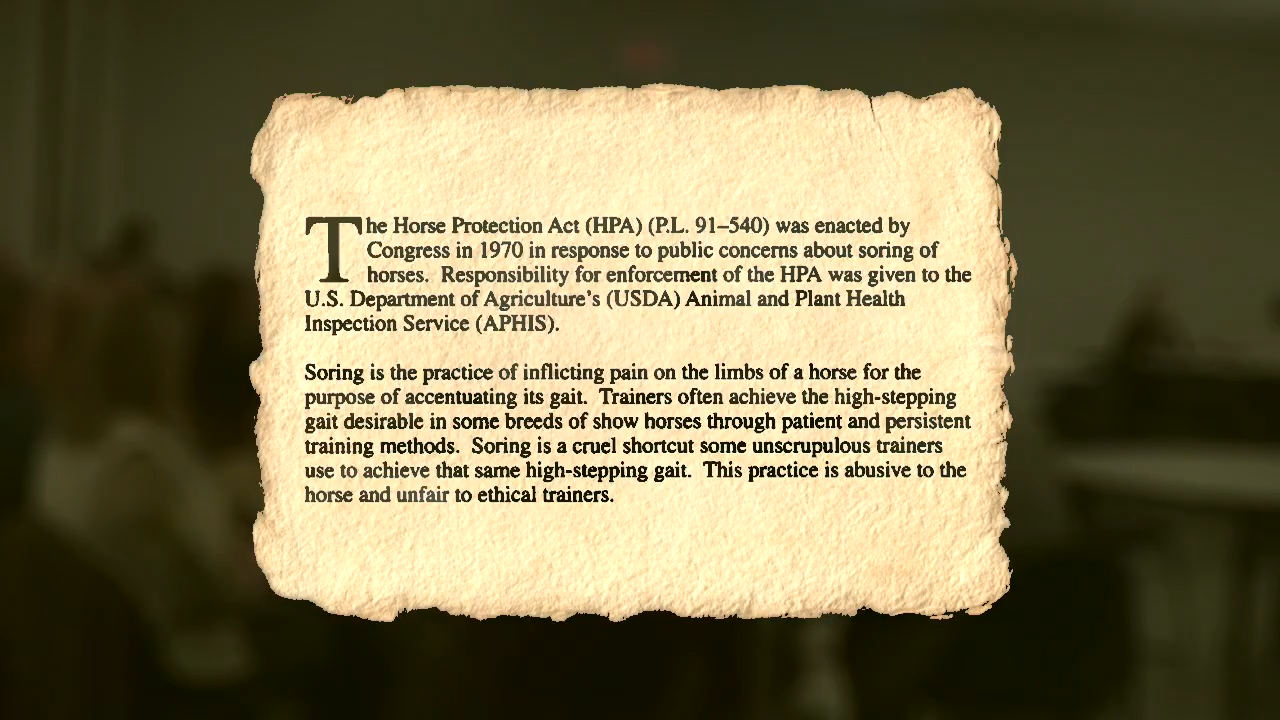 The Horse Protection Act (HPA) (P.L. 91–540) was enacted by
Congress in 1970 in response to public concerns about soring of
horses.  Responsibility for enforcement of the HPA was given to the
U.S. Department of Agriculture's (USDA) Animal and Plant Health
Inspection Service (APHIS).
Soring is the practice of inflicting pain on the limbs of a horse for the
purpose of accentuating its gait.  Trainers often achieve the high-stepping
gait desirable in some breeds of show horses through patient and persistent
training methods.  Soring is a cruel shortcut some unscrupulous trainers
use to achieve that same high-stepping gait.  This practice is abusive to the
horse and unfair to ethical trainers.